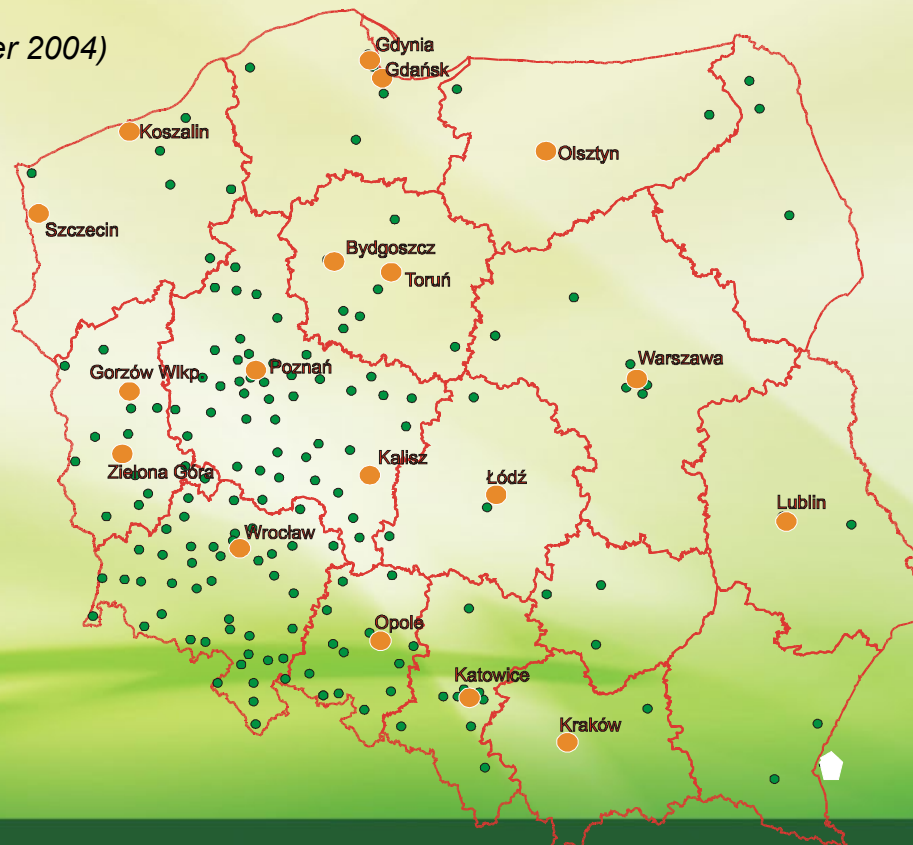 er 2004)
Gdynia
Gdańsk
Koszalin
Olsztyn
Szczecin
Bydgoszcz
Toruń
Warszawa
Poznań
Gorzów Wlkp.
Kalisz
Zielona Góra
Łódź
Lublin
Wrocław
Opole
Katowice
Kraków